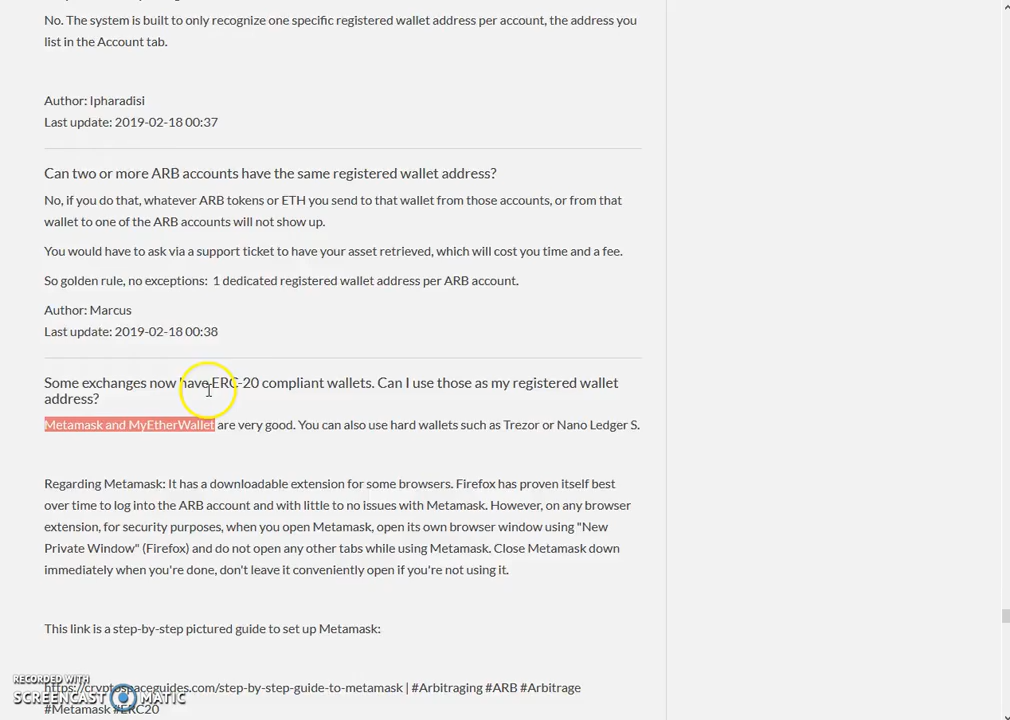 No. The system is built to only recognize one specific registered wallet address per account, the address you
list in the Account tab.
Author: Ipharadisi
Last update: 2019-02-18 00:37
Can two or more ARB accounts have the same registered wallet address?
No, if you do that, whatever ARB tokens or ETH you send to that wallet from those accounts, or from that
wallet to one of the ARB accounts will not show up.
You would have to ask via a support ticket to have your asset retrieved, which will cost you time and a fee.
So golden rule, no exceptions: 1 dedicated registered wallet address per ARB account.
Author: Marcus
Last update: 2019-02-18 00:38
Some exchanges now have ERC-20 compliant wallets. Can I use those as my registered wallet
address?
Metamask and MyEtherWallet are very good. You can also use hard wallets such as Trezor or Nano Ledger S.
Regarding Metamask: It has a downloadable extension for some browsers. Firefox has proven itself best
over time to log into the ARB account and with little to no issues with Metamask. However, on any browser
extension, for security purposes, when you open Metamask, open its own browser window using "New
Private Window" (Firefox) and do not open any other tabs while using Metamask. Close Metamask down
immediately when you're done, don't leave it conveniently open if you're not using it.
This link is a step-by-step pictured guide to set up Metamask:
https://cryptospaceguides.com/step-by-step-guide-to-metamask | #Arbitraging #ARB #Arbitrage
#Metamask #ERC20
RECORDED WITH
SCREENCAST MATIC